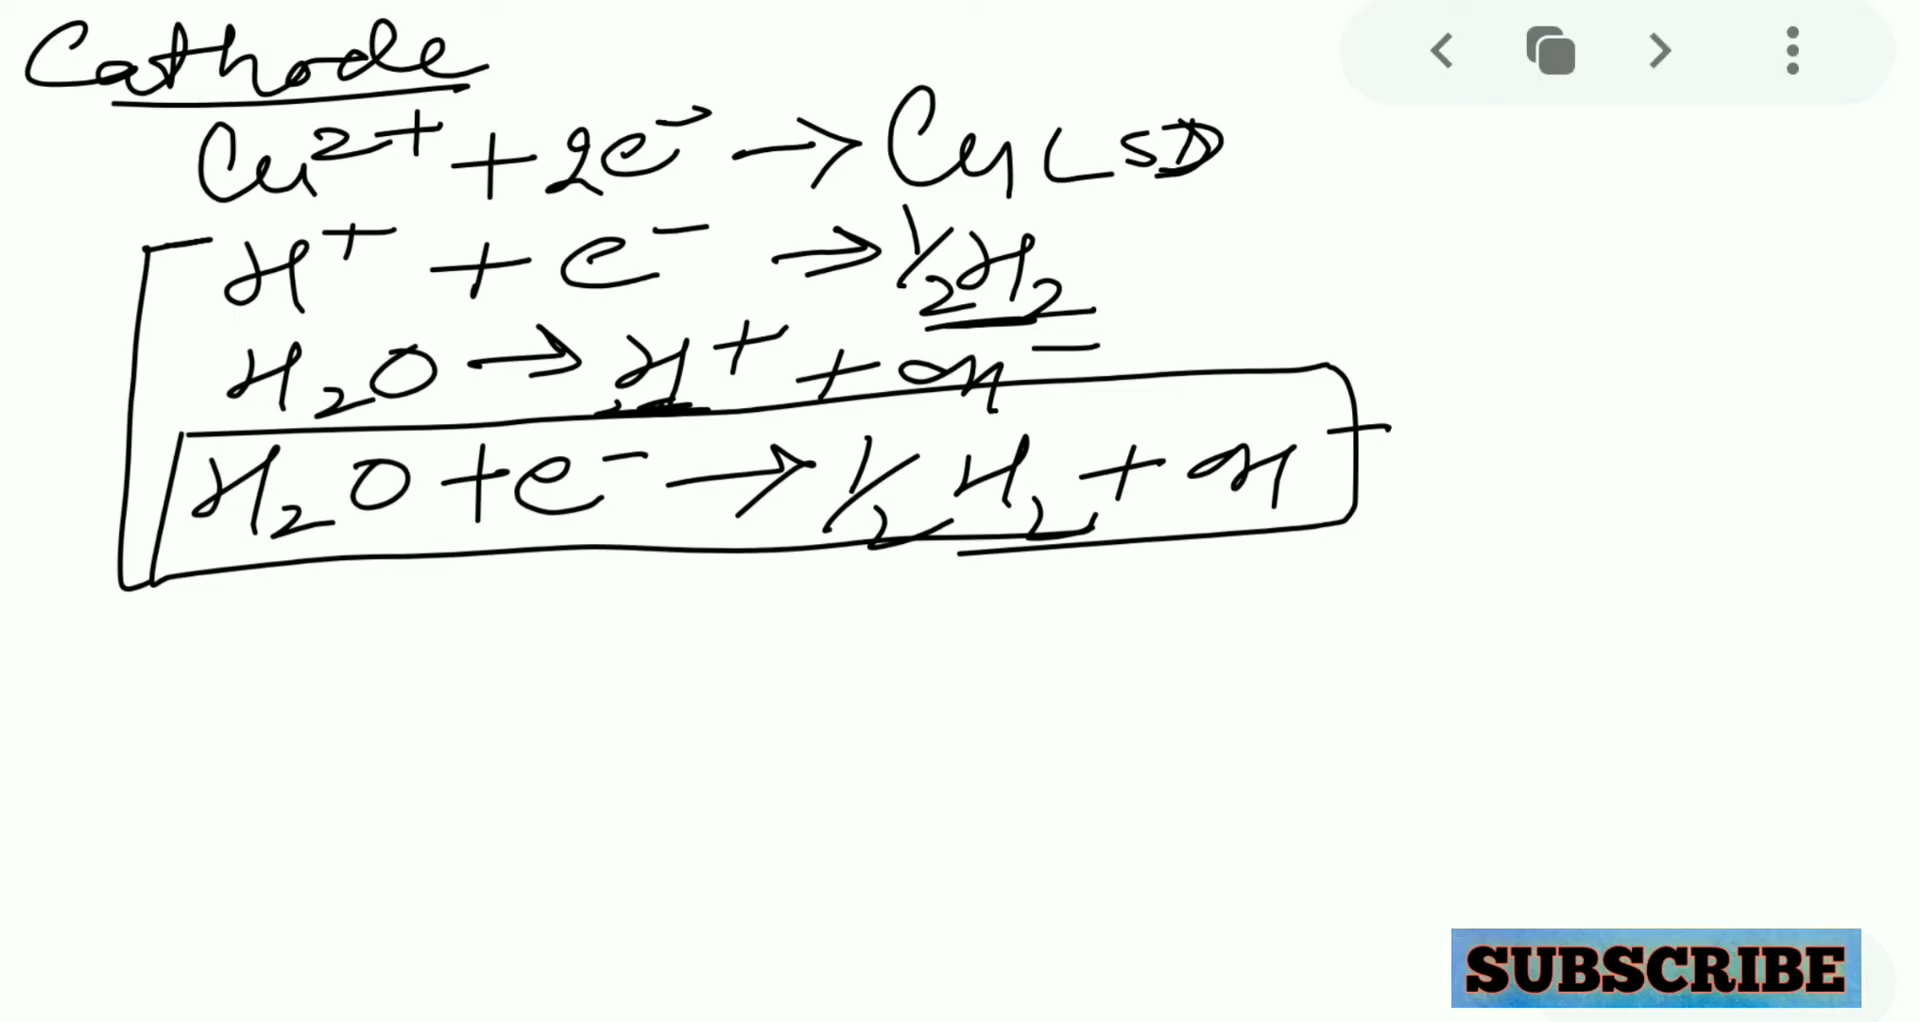 Cathode
Cu²⁺ + 2e⁻ → Cu(s)
H⁺ + e⁻ → ½H₂
H₂O → H⁺ + OH⁻
H₂O + e⁻ → ½H₂ + OH⁻
SUBSCRIBE